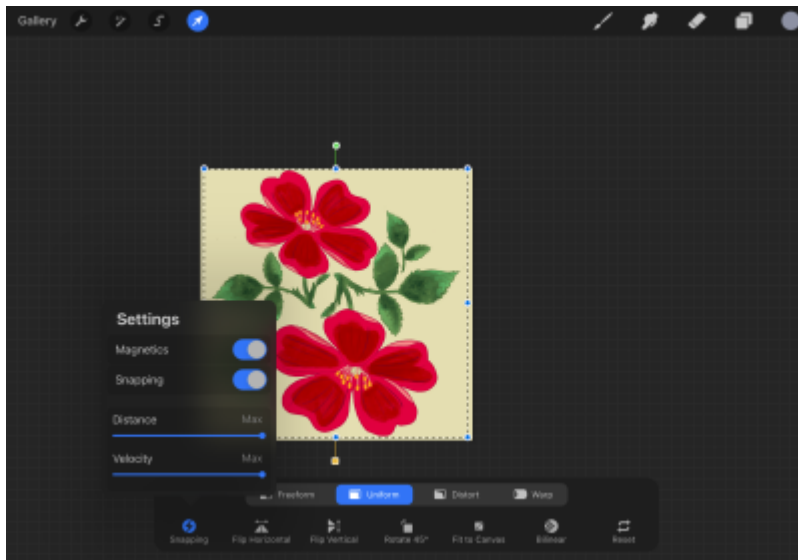 Gallery
Settings
Magnetics
Snapping
Distance Max
Velocity Max
Freeform Uniform Distort Warp
Snapping Flip Horizontal Flip Vertical Rotate 45° Fit to Canvas Bilinear Reset